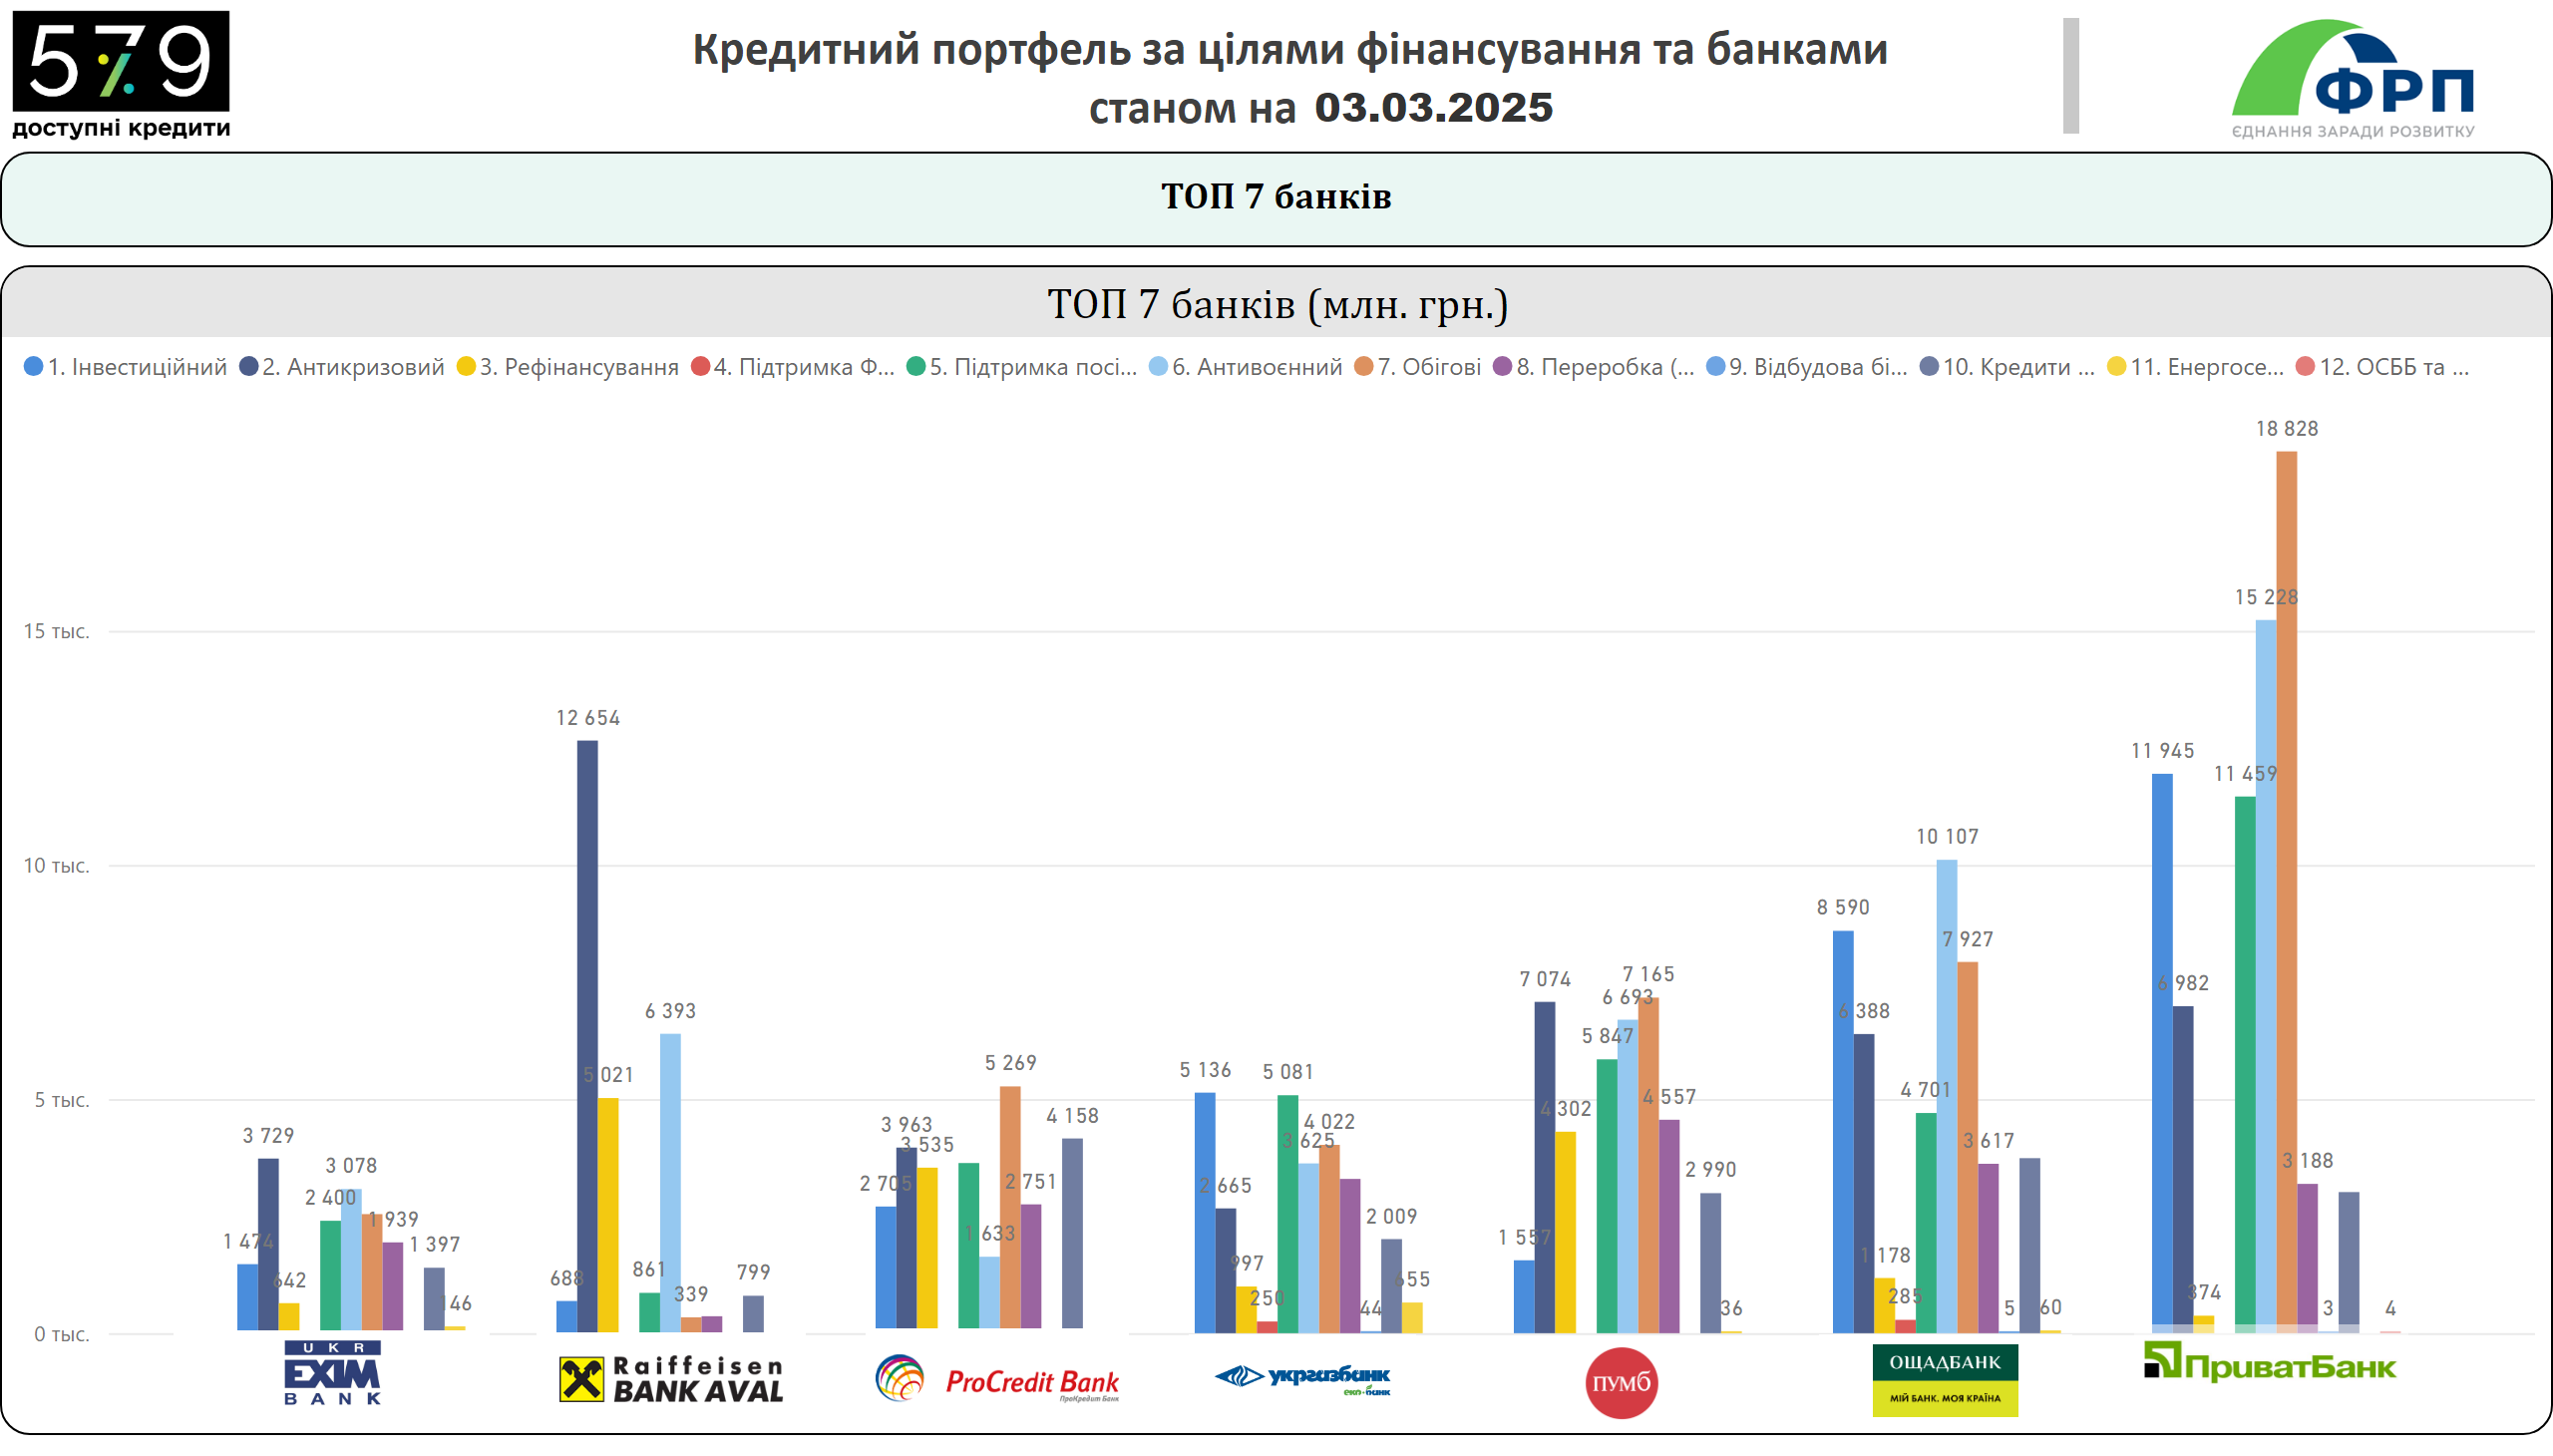 5%9
доступні кредити
Кредитний портфель за цілями фінансування та банками
станом на 03.03.2025
ФРП
ЄДНАННЯ ЗАРАДИ РОЗВИТКУ
ТОП 7 банків
ТОП 7 банків (млн. грн.)
1. Інвестиційний 2. Антикризовий 3. Рефінансування 4. Підтримка Ф... 5. Підтримка посі... 6. Антивоєнний 7. Обігові 8. Переробка (... 9. Відбудова бі... 10. Кредити ... 11. Енергосе... 12. ОСББ та ...
15 тыс.
10 тыс.
5 тыс.
0 тыс.
1 474
3 729
642
2 400
3 078
1 939
1 397
146
688
12 654
5 021
861
6 393
339
799
2 705
3 963
3 535
1 633
5 269
2 751
4 158
5 136
2 665
997
250
5 081
3 625
4 022
44
2 009
655
1 557
7 074
4 302
5 847
6 693
7 165
4 557
2 990
36
8 590
6 388
1 178
285
4 701
10 107
7 927
3 617
5
60
11 945
6 982
374
11 459
15 228
18 828
3 188
3
4
UKR
EXIM
BANK
Raiffeisen
BANK AVAL
ProCredit Bank
ПроКредит Банк
укргазбанк
еко-банк
ПУМБ
ОЩАДБАНК
МІЙ БАНК. МОЯ КРАЇНА
ПриватБанк